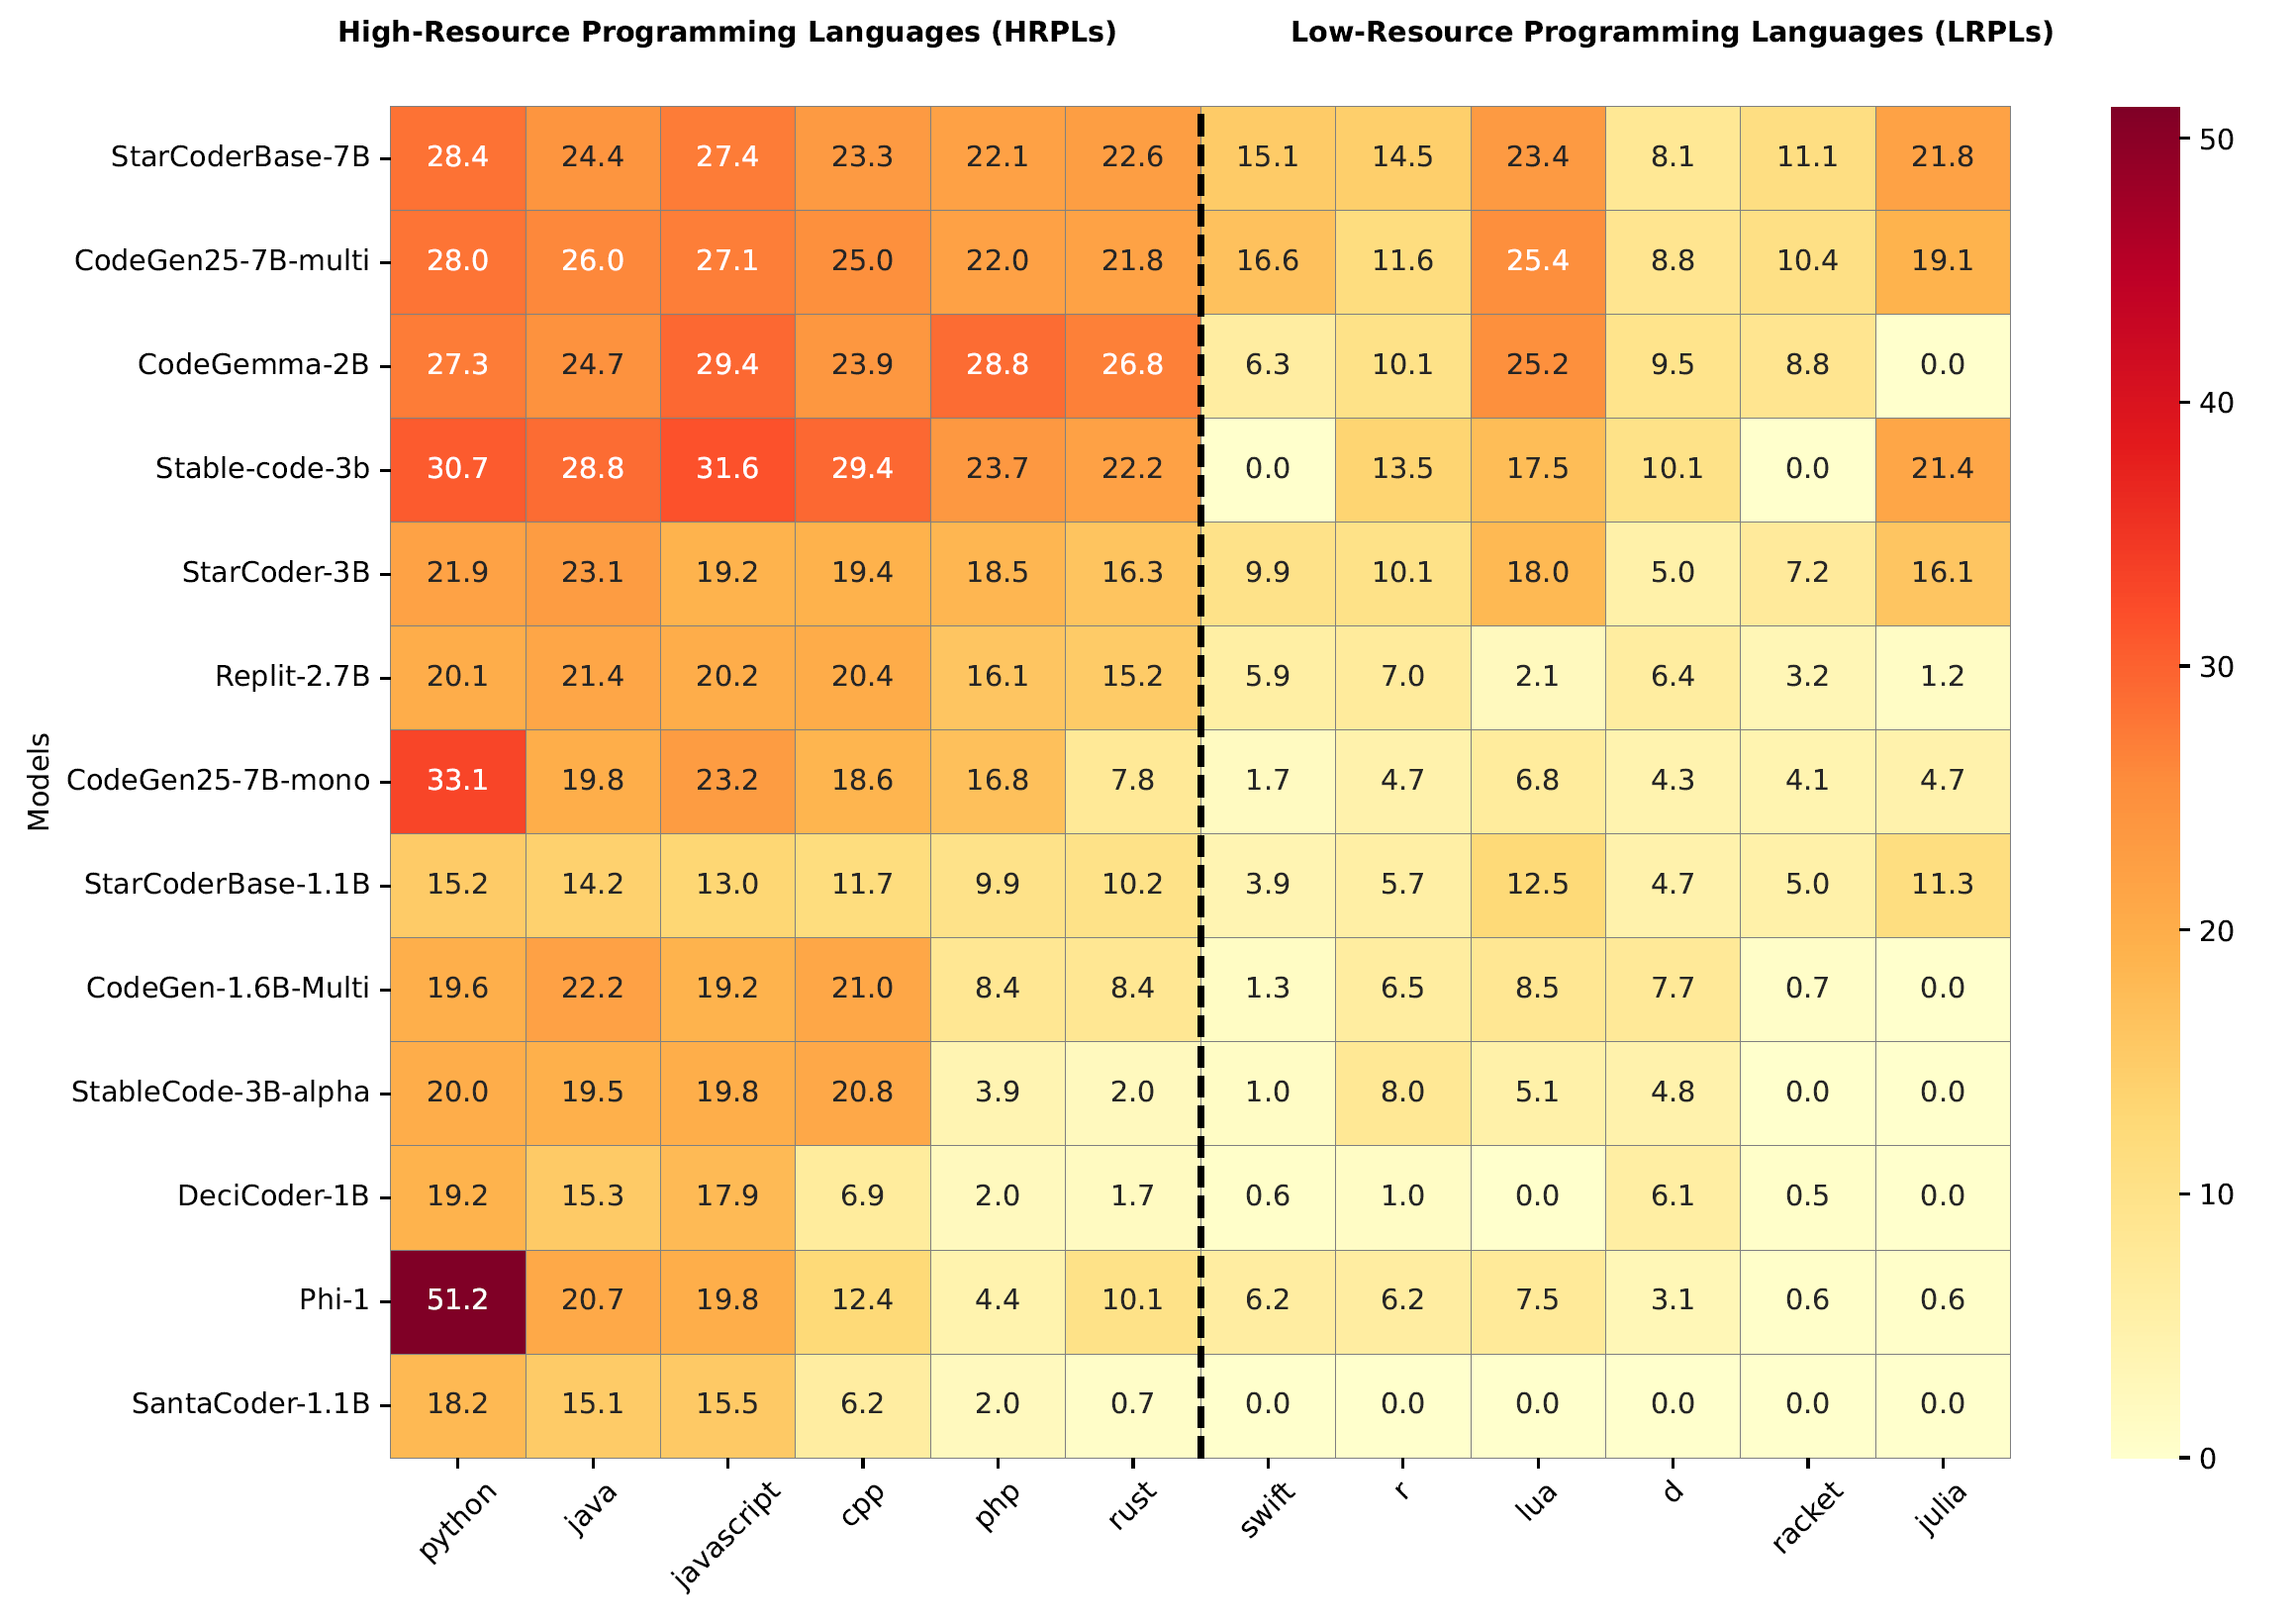 High-Resource Programming Languages (HRPLs) Low-Resource Programming Languages (LRPLs)
StarCoderBase-7B 28.4 24.4 27.4 23.3 22.1 22.6 15.1 14.5 23.4 8.1 11.1 21.8
CodeGen25-7B-multi 28.0 26.0 27.1 25.0 22.0 21.8 16.6 11.6 25.4 8.8 10.4 19.1
CodeGemma-2B 27.3 24.7 29.4 23.9 28.8 26.8 6.3 10.1 25.2 9.5 8.8 0.0
Stable-code-3b 30.7 28.8 31.6 29.4 23.7 22.2 0.0 13.5 17.5 10.1 0.0 21.4
StarCoder-3B 21.9 23.1 19.2 19.4 18.5 16.3 9.9 10.1 18.0 5.0 7.2 16.1
Replit-2.7B 20.1 21.4 20.2 20.4 16.1 15.2 5.9 7.0 2.1 6.4 3.2 1.2
CodeGen25-7B-mono 33.1 19.8 23.2 18.6 16.8 7.8 1.7 4.7 6.8 4.3 4.1 4.7
StarCoderBase-1.1B 15.2 14.2 13.0 11.7 9.9 10.2 3.9 5.7 12.5 4.7 5.0 11.3
CodeGen-1.6B-Multi 19.6 22.2 19.2 21.0 8.4 8.4 1.3 6.5 8.5 7.7 0.7 0.0
StableCode-3B-alpha 20.0 19.5 19.8 20.8 3.9 2.0 1.0 8.0 5.1 4.8 0.0 0.0
DeciCoder-1B 19.2 15.3 17.9 6.9 2.0 1.7 0.6 1.0 0.0 6.1 0.5 0.0
Phi-1 51.2 20.7 19.8 12.4 4.4 10.1 6.2 6.2 7.5 3.1 0.6 0.6
SantaCoder-1.1B 18.2 15.1 15.5 6.2 2.0 0.7 0.0 0.0 0.0 0.0 0.0 0.0
python java javascript cpp php rust swift r lua d racket julia
Models
50
40
30
20
10
0